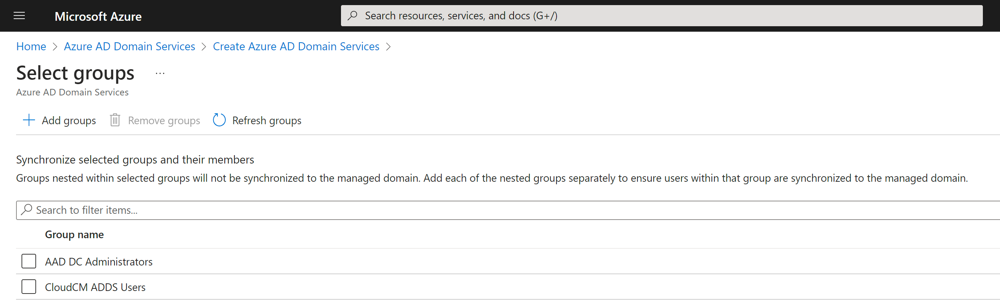 Microsoft Azure
Search resources, services, and docs (G+/)
Home > Azure AD Domain Services > Create Azure AD Domain Services >
Select groups ...
Azure AD Domain Services
Add groups Remove groups Refresh groups
Synchronize selected groups and their members
Groups nested within selected groups will not be synchronized to the managed domain. Add each of the nested groups separately to ensure users within that group are synchronized to the managed domain.
Search to filter items...
Group name
AAD DC Administrators
CloudCM ADDS Users